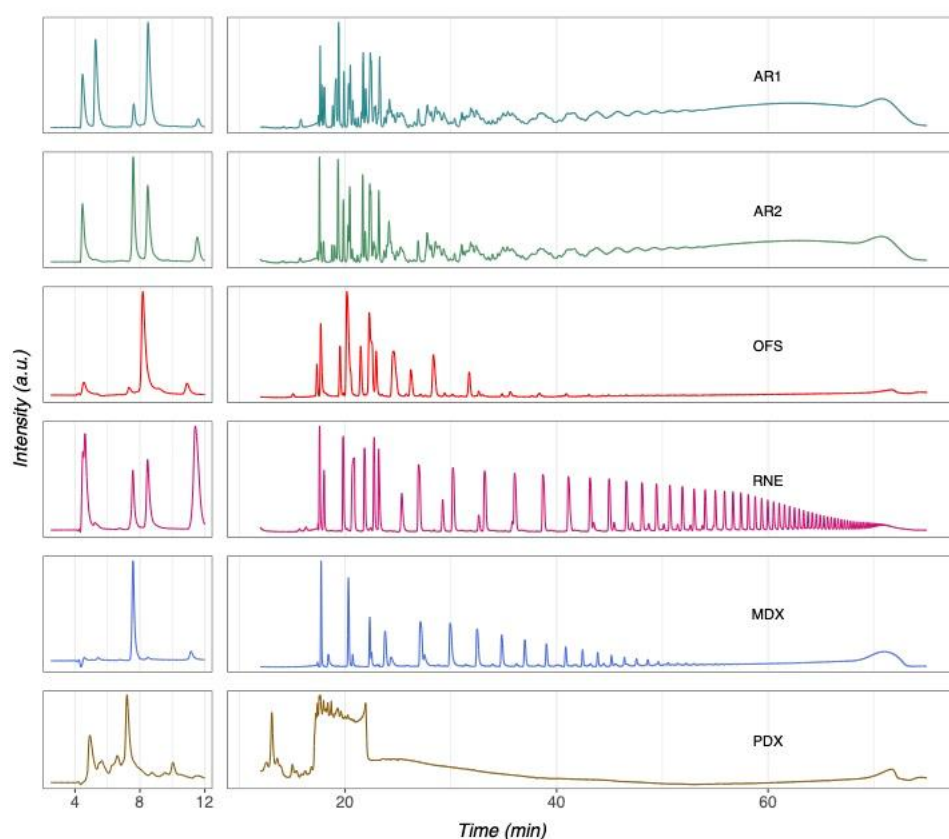 AR1
AR2
OFS
RNE
MDX
PDX
Intensity (a.u.)
4 8 12 20 40 60
Time (min)